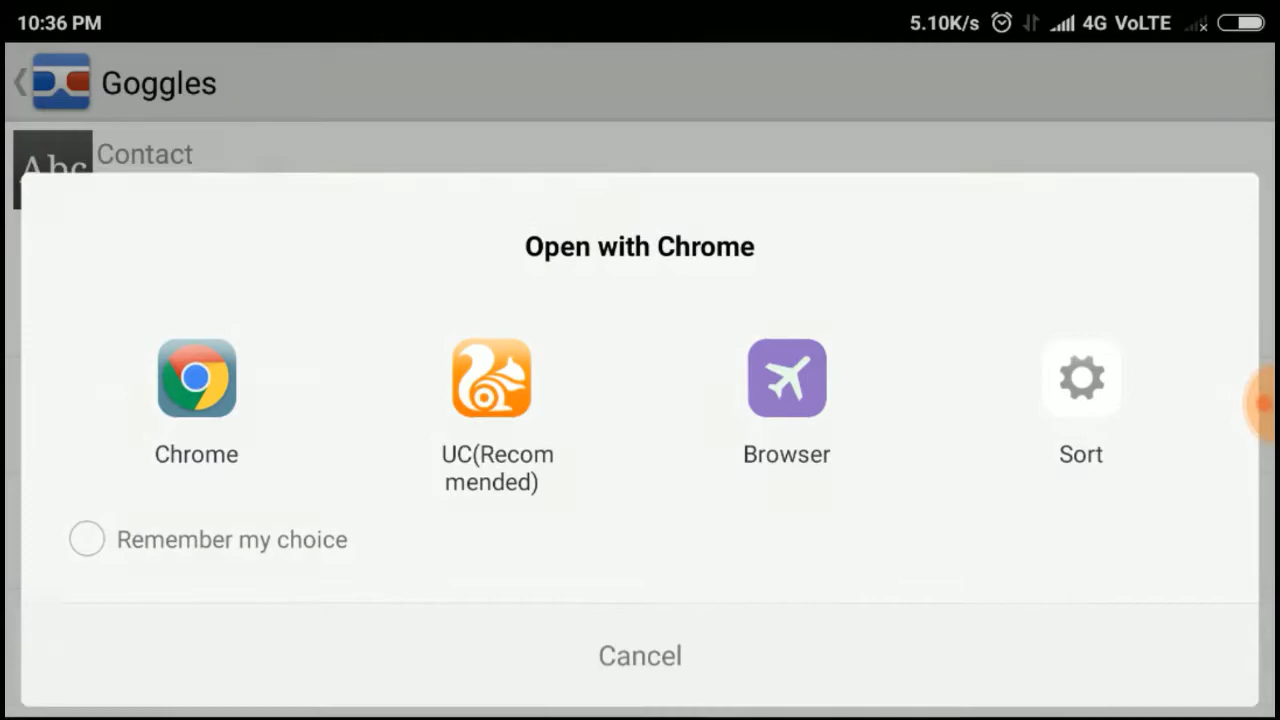 10:36 PM 5.10K/s 4G VoLTE
Goggles
Abc Contact
Open with Chrome
Chrome UC(Recom Browser Sort
mended)
Remember my choice
Cancel